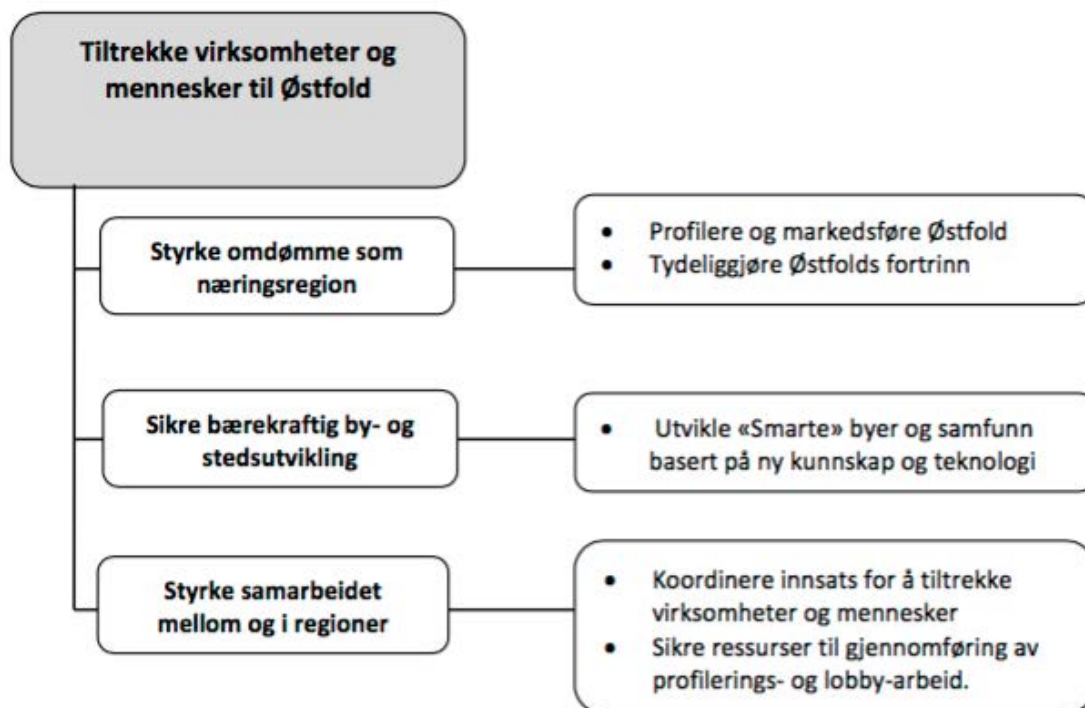 Tiltrekke virksomheter og
mennesker til Østfold
Styrke omdømme som
næringsregion
• Profilere og markedsføre Østfold
• Tydeliggjøre Østfolds fortrinn
Sikre bærekraftig by- og
stedsutvikling
• Utvikle «Smarte» byer og samfunn
basert på ny kunnskap og teknologi
Styrke samarbeidet
mellom og i regioner
• Koordinere innsats for å tiltrekke
virksomheter og mennesker
• Sikre ressurser til gjennomføring av
profilerings- og lobby-arbeid.